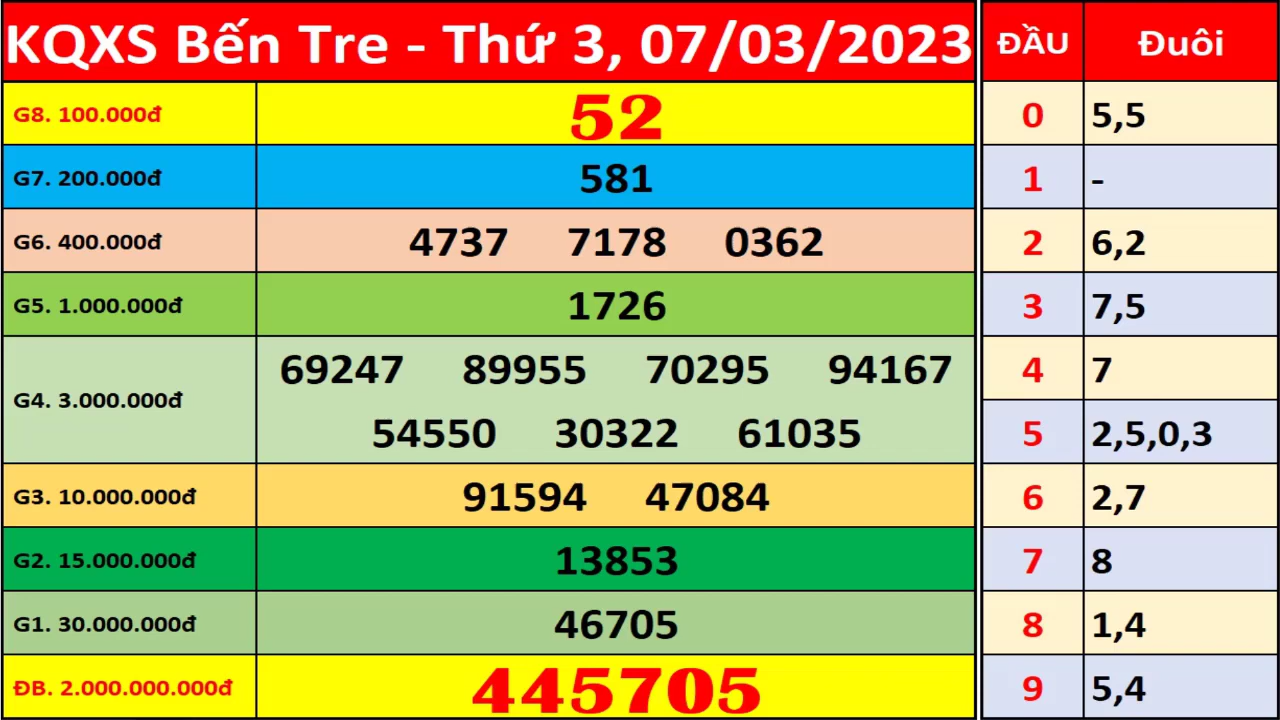 KQXS Bến Tre - Thứ 3, 07/03/2023 ĐẦU Đuôi
G8. 100.000đ 52 0 5,5
G7. 200.000đ 581 1 -
G6. 400.000đ 4737 7178 0362 2 6,2
G5. 1.000.000đ 1726 3 7,5
69247 89955 70295 94167 4 7
G4. 3.000.000đ
54550 30322 61035 5 2,5,0,3
G3. 10.000.000đ 91594 47084 6 2,7
G2. 15.000.000đ 13853 7 8
G1. 30.000.000đ 46705 8 1,4
ĐB. 2.000.000.000đ 445705 9 5,4